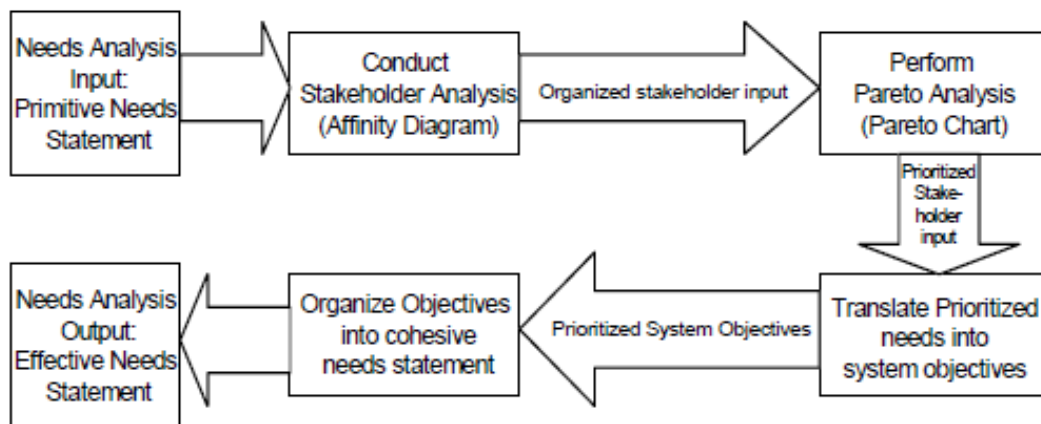 Needs Analysis
Input:
Primitive Needs
Statement
Conduct
Stakeholder Analysis
(Affinity Diagram)
Organized stakeholder input
Perform
Pareto Analysis
(Pareto Chart)
Prioritized
Stake-
holder
input
Translate Prioritized
needs into
system objectives
Prioritized System Objectives
Organize Objectives
into cohesive
needs statement
Needs Analysis
Output:
Effective Needs
Statement